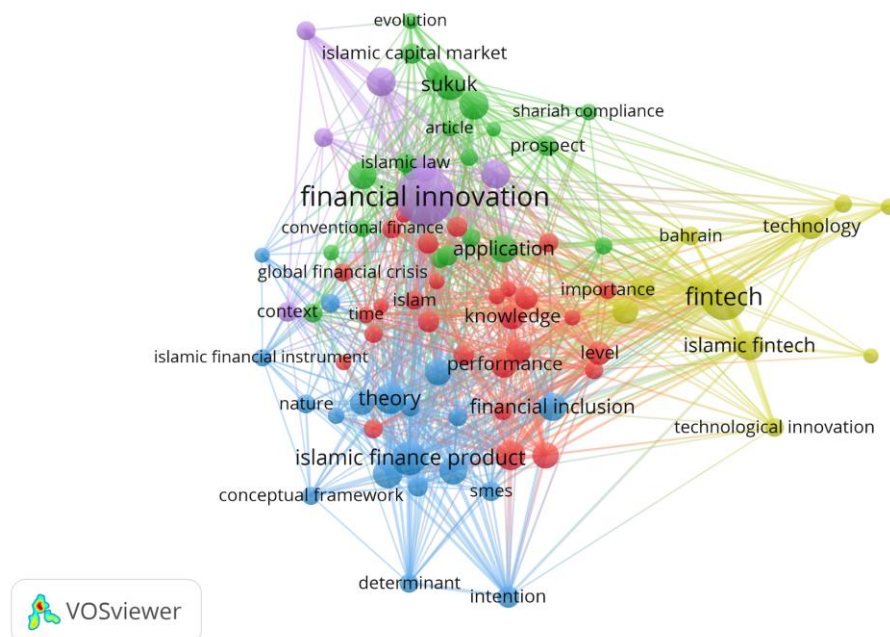 evolution
islamic capital market
sukuk
shariah compliance
article
prospect
islamic law
financial innovation
technology
conventional finance
bahrain
application
global financial crisis
importance
fintech
islam
context
time
knowledge
islamic fintech
level
islamic financial instrument
performance
nature
theory
financial inclusion
technological innovation
islamic finance product
smes
conceptual framework
determinant
intention
VOSviewer